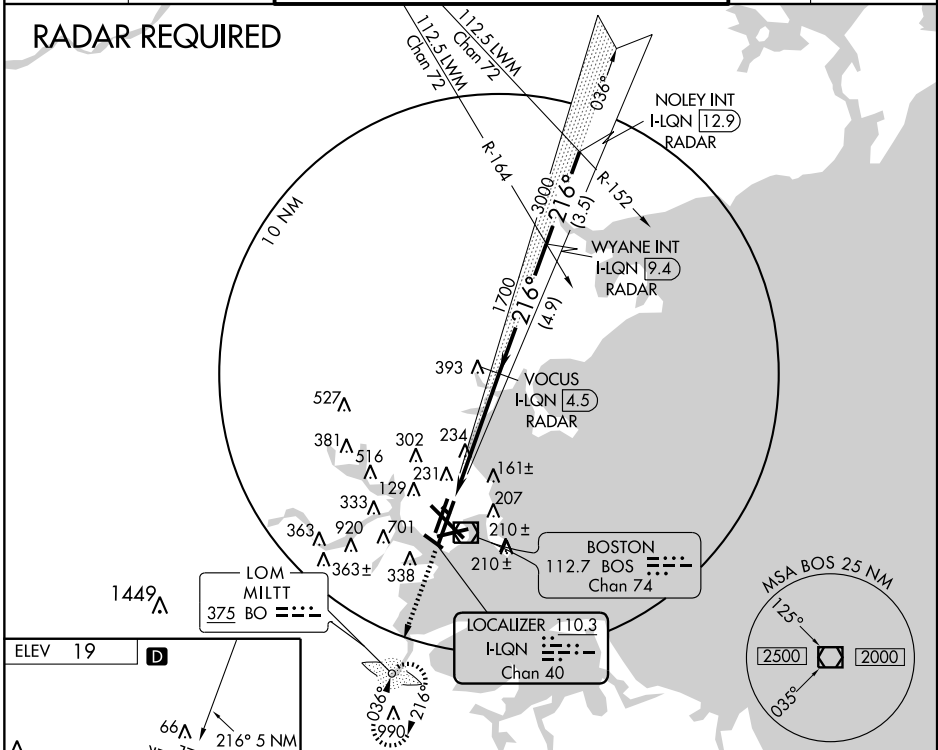 RADAR REQUIRED
112.5 LWM
Chan 72
112.5 LWM
Chan 72
036°
NOLEY INT
I-LQN 12.9
RADAR
R-164
R-152
3000
216°
(3.5)
10 NM
WYANE INT
I-LQN 9.4
RADAR
1700
216°
(4.9)
393
VOCUS
I-LQN 4.5
RADAR
527
381
302
234
516
231
161±
129
333
207
363
920
701
210±
363±
338
210±
BOSTON
112.7 BOS
Chan 74
1449
LOM
MILTT
375 BO
LOCALIZER 110.3
I-LQN
Chan 40
MSA BOS 25 NM
125°
2500
2000
035°
ELEV 19
D
036°
216°
990
66
216° 5 NM